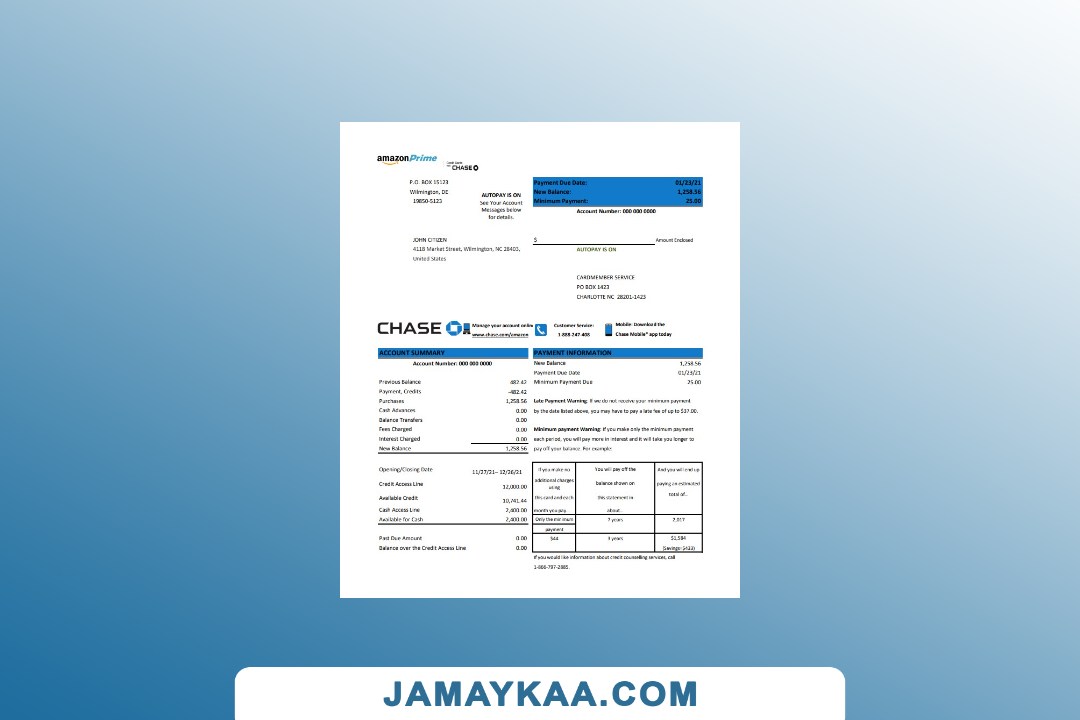 amazonPrime
CHASE
P.O. BOX 15123
Wilmington, DE
19850-5123
AUTOPAY IS ON
See Your Account
Messages below
for details.
Payment Due Date: 01/23/21
New Balance: 1,258.56
Minimum Payment: 25.00
Account Number: 000 000 0000
JOHN CITIZEN
4118 Market Street, Wilmington, NC 28403,
United States
$ Amount Enclosed
AUTOPAY IS ON
CARDMEMBER SERVICE
PO BOX 1423
CHARLOTTE NC 28201-1423
CHASE
Manage your account online
www.chase.com/amazon
Customer Service:
1-888-247-408
Mobile: Download the
Chase Mobile® app today
ACCOUNT SUMMARY
Account Number: 000 000 0000
Previous Balance 482.42
Payment, Credits -482.42
Purchases 1,258.56
Cash Advances 0.00
Balance Transfers 0.00
Fees Charged 0.00
Interest Charged 0.00
New Balance 1,258.56
Opening/Closing Date 11/27/21– 12/26/21
Credit Access Line 12,000.00
Available Credit 10,741.44
Cash Access Line 2,400.00
Available for Cash 2,400.00
Past Due Amount 0.00
Balance over the Credit Access Line 0.00
PAYMENT INFORMATION
New Balance 1,258.56
Payment Due Date 01/23/21
Minimum Payment Due 25.00
Late Payment Warning: If we do not receive your minimum payment
by the date listed above, you may have to pay a late fee of up to $37.00.
Minimum payment Warning: If you make only the minimum payment
each period, you will pay more in interest and it will take you longer to
pay off your balance. For example:
If you make no
additional charges
using
this card and each
month you pay...
You will pay off the
balance shown on
this statement in
about...
And you will end up
paying an estimated
total of...
Only the minimum
payment
7 years
2,017
$44
3 years
$1,584
(Savings-$433)
If you would like information about credit counselling services, call
1-866-797-2885.
JAMAYKAA.COM